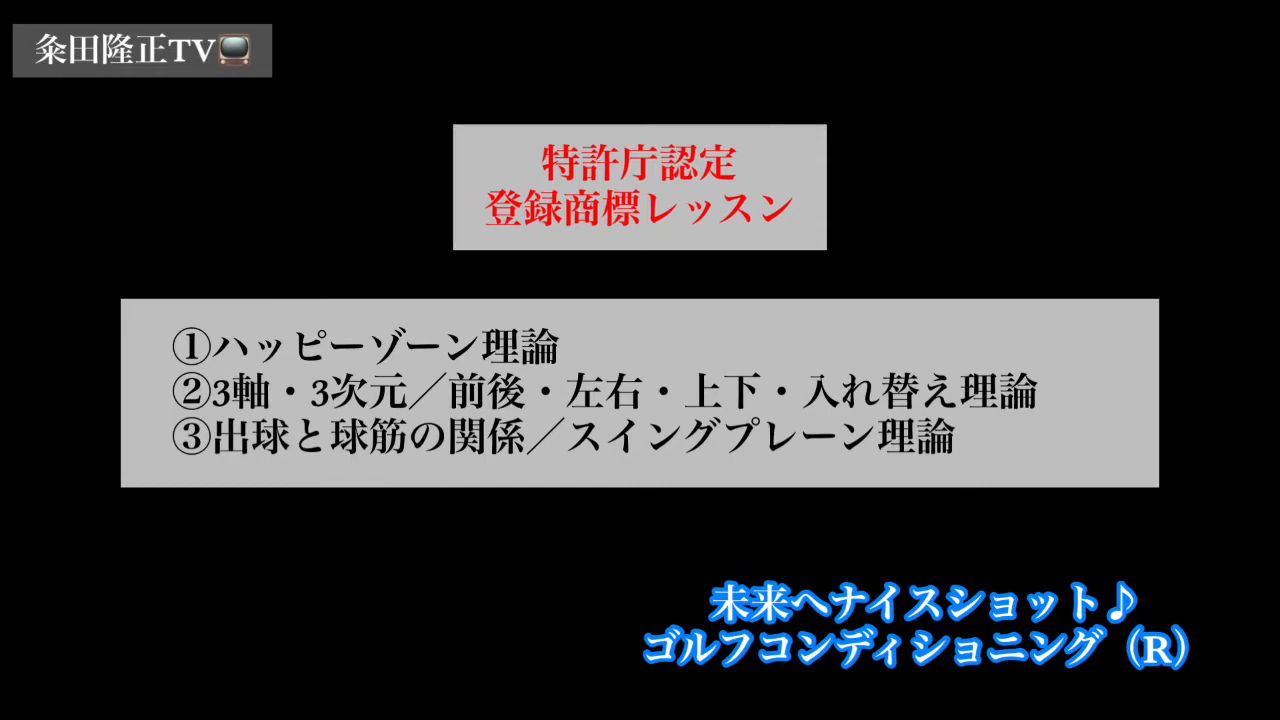 粂田隆正TV📺
特許庁認定
登録商標レッスン
①ハッピーゾーン理論
②3軸・3次元／前後・左右・上下・入れ替え理論
③出球と球筋の関係／スイングプレーン理論
未来へナイスショット♪
ゴルフコンディショニング（R）